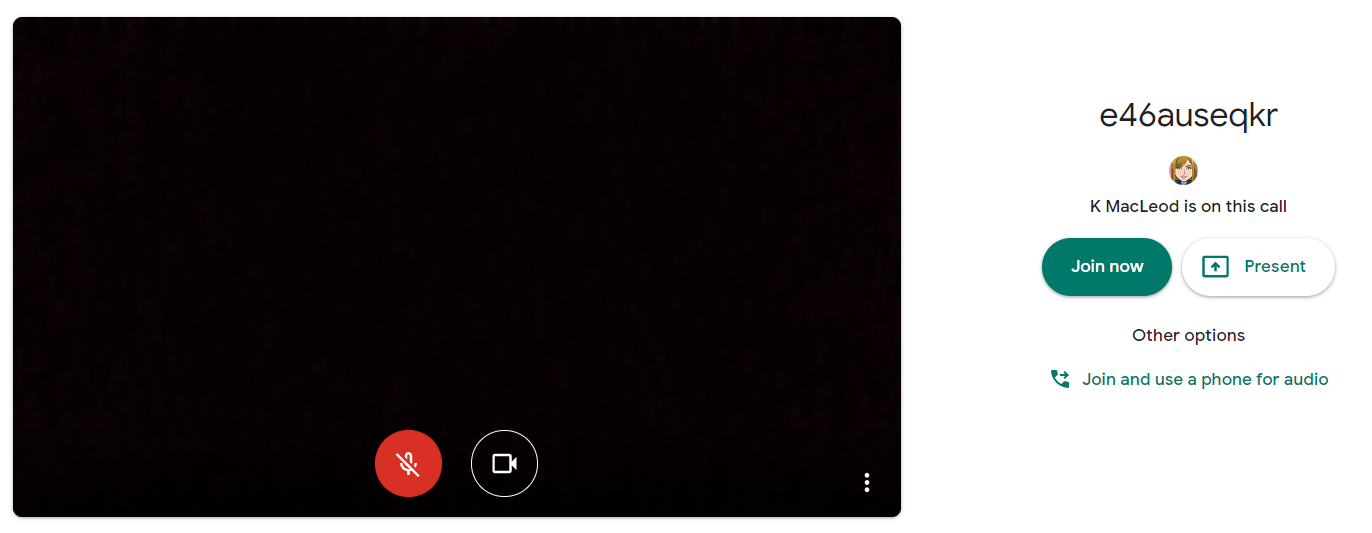 e46auseqkr
K MacLeod is on this call
Join now
Present
Other options
Join and use a phone for audio